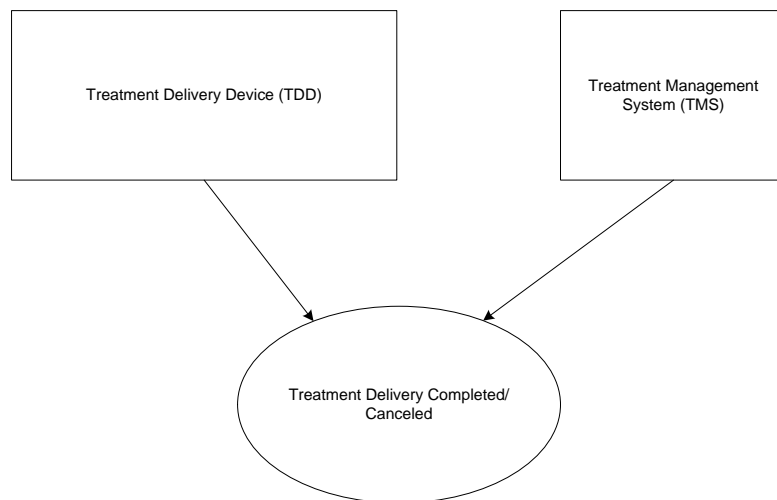 Treatment Delivery Device (TDD)
Treatment Management
System (TMS)
Treatment Delivery Completed/
Canceled